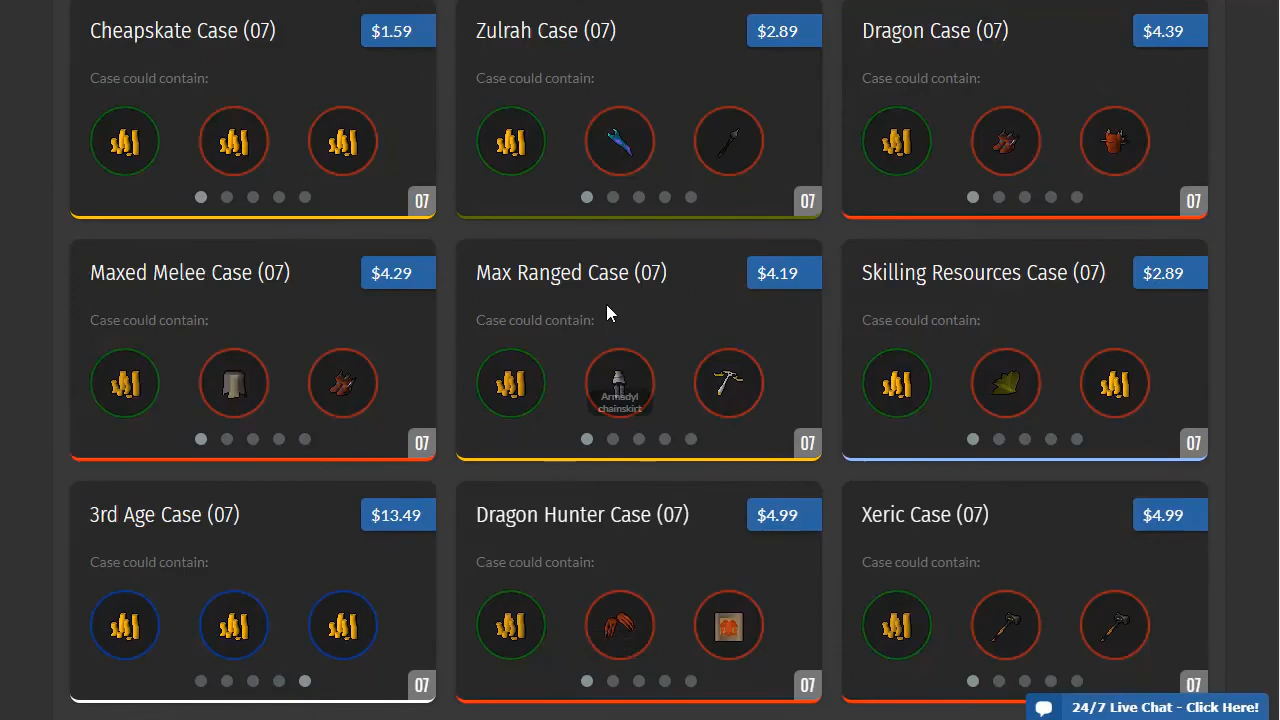 Cheapskate Case (07)
$1.59
Zulrah Case (07)
$2.89
Dragon Case (07)
$4.39
Case could contain:
Case could contain:
Case could contain:
07
07
07
Maxed Melee Case (07)
$4.29
Max Ranged Case (07)
$4.19
Skilling Resources Case (07)
$2.89
Case could contain:
Case could contain:
Case could contain:
Armadyl
chainskirt
07
07
07
3rd Age Case (07)
$13.49
Dragon Hunter Case (07)
$4.99
Xeric Case (07)
$4.99
Case could contain:
Case could contain:
Case could contain:
07
07
07
24/7 Live Chat - Click Here!